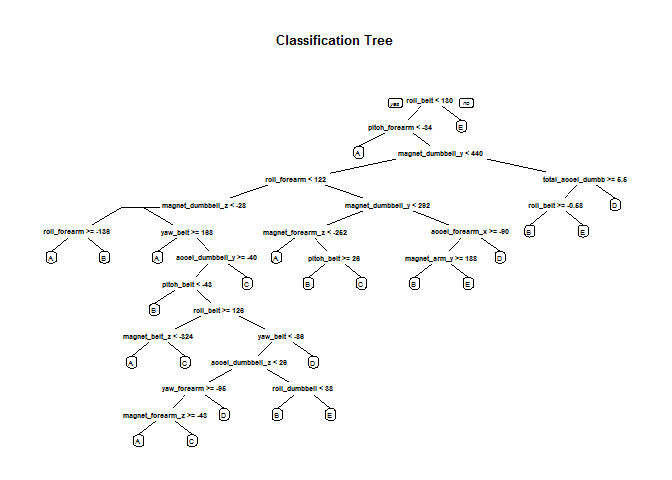 Classification Tree
yes roll_belt < 130 no
pitch_forearm < -34 E
A magnet_dumbbell_y < 440
roll_forearm < 122 total_accel_dumbb >= 5.5
magnet_dumbbell_z < -28 magnet_dumbbell_y < 292 roll_belt >= -0.58 D
roll_forearm >= -136 yaw_belt >= 168 magnet_forearm_z < -252 accel_forearm_x >= -90 B E
A B A accel_dumbbell_y >= -40 A pitch_belt >= 26 magnet_arm_y >= 188 D
pitch_belt < -43 C B C B E
B roll_belt >= 126
magnet_belt_z < -324 yaw_belt < -86
A C accel_dumbbell_z < 26 D
yaw_forearm >= -95 roll_dumbbell < 38
magnet_forearm_z >= -43 D B E
A C